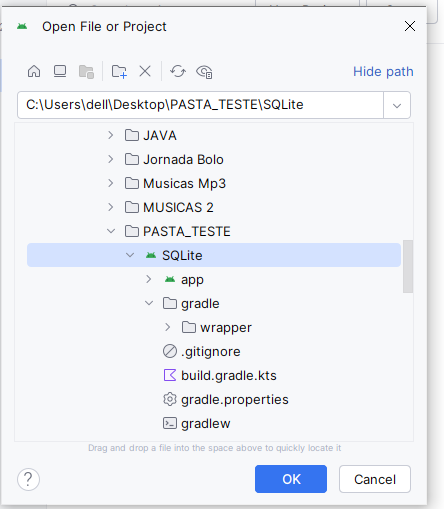 Open File or Project
Hide path
C:\Users\dell\Desktop\PASTA_TESTE\SQLite
JAVA
Jornada Bolo
Musicas Mp3
MUSICAS 2
PASTA_TESTE
SQLite
app
gradle
wrapper
.gitignore
build.gradle.kts
gradle.properties
gradlew
Drag and drop a file into the space above to quickly locate it
?
OK
Cancel